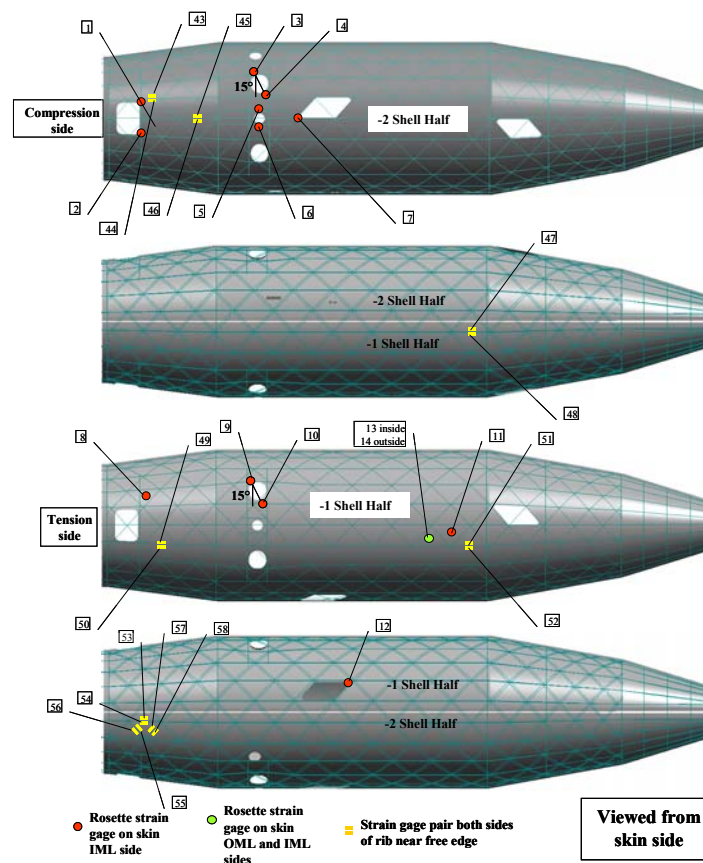 1
43
45
3
4
15°
Compression
side
-2 Shell Half
2
44
46
5
6
7
47
-2 Shell Half
-1 Shell Half
48
8
49
9
10
13 inside
14 outside
11
51
15°
-1 Shell Half
Tension
side
50
52
53
57
58
12
54
56
-1 Shell Half
-2 Shell Half
55
Rosette strain
gage on skin
IML side
Rosette strain
gage on skin
OML and IML
sides
Strain gage pair both sides
of rib near free edge
Viewed from
skin side